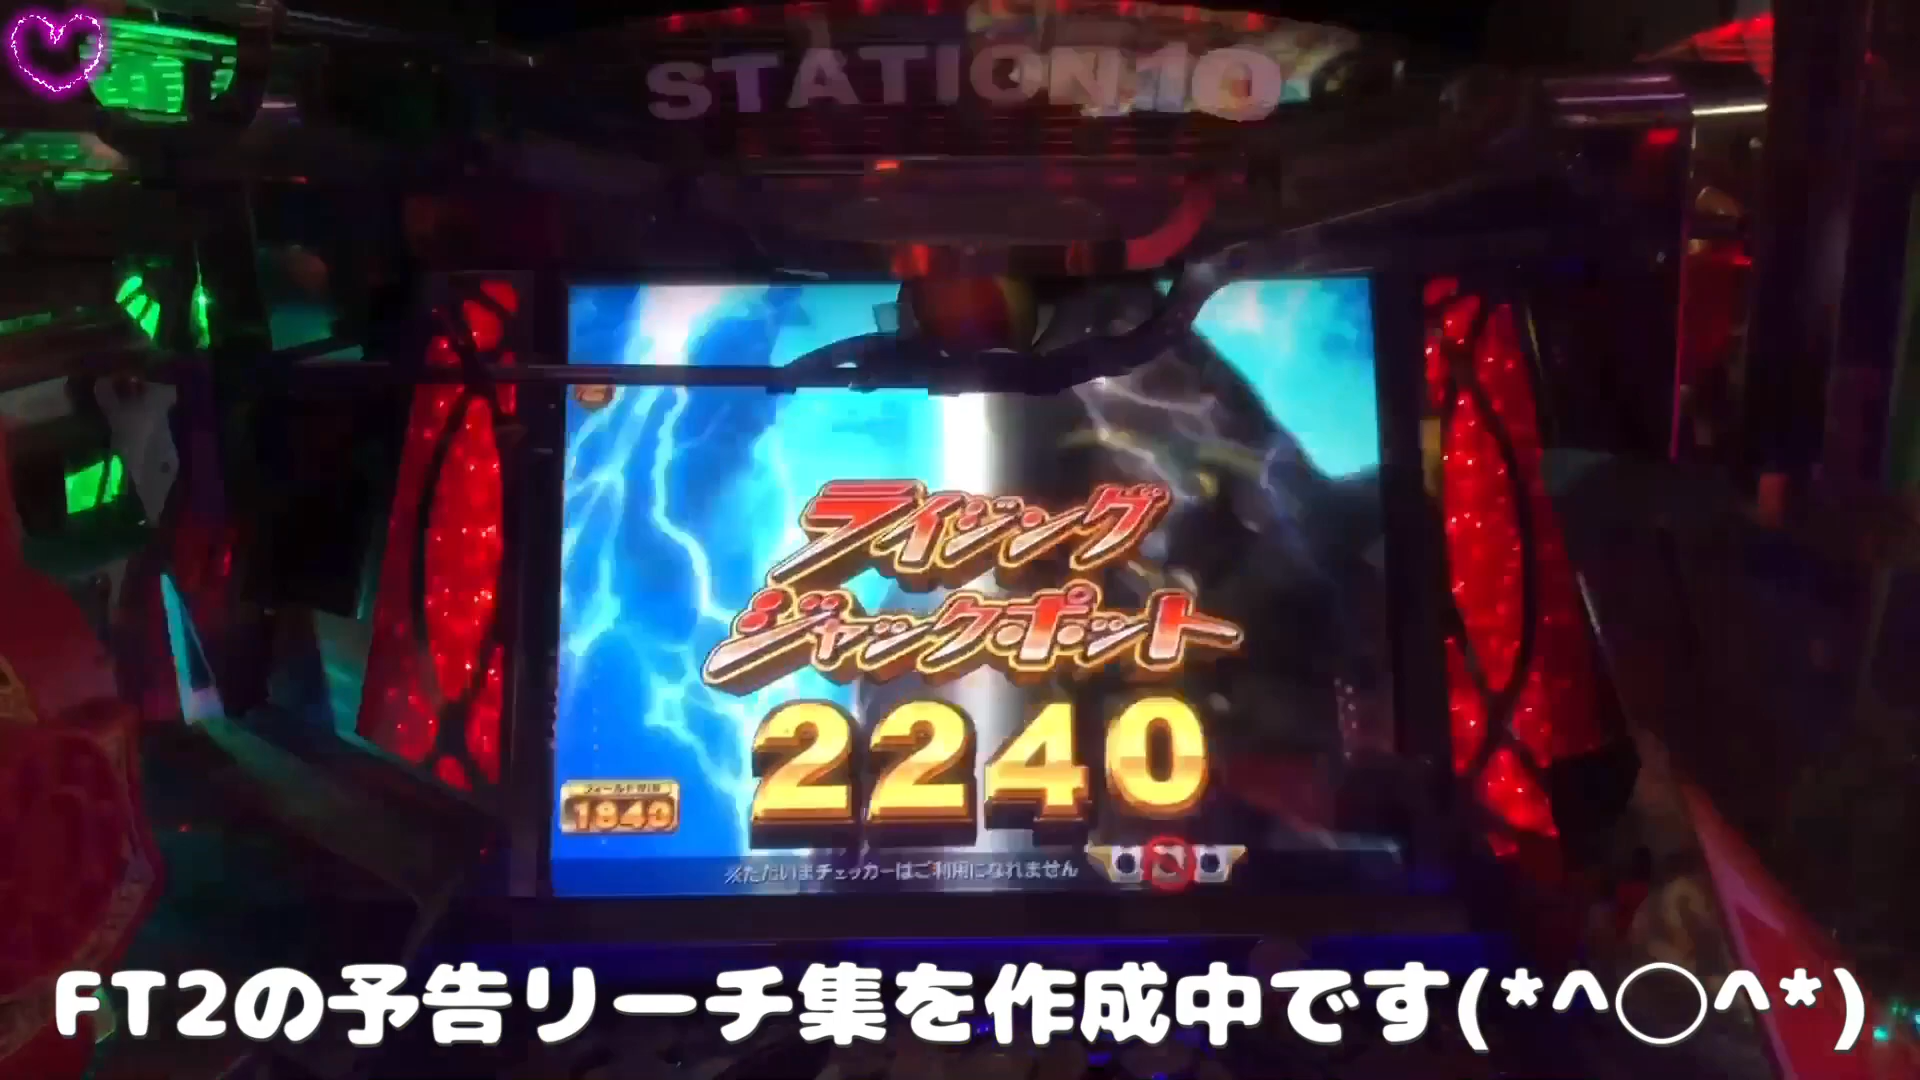 STATION 10
ライジング
ジャックポット
2240
フィールドWIN
1840
※ただいまチェッカーはご利用になれません
FT2の予告リーチ集を作成中です(*^◯^*)